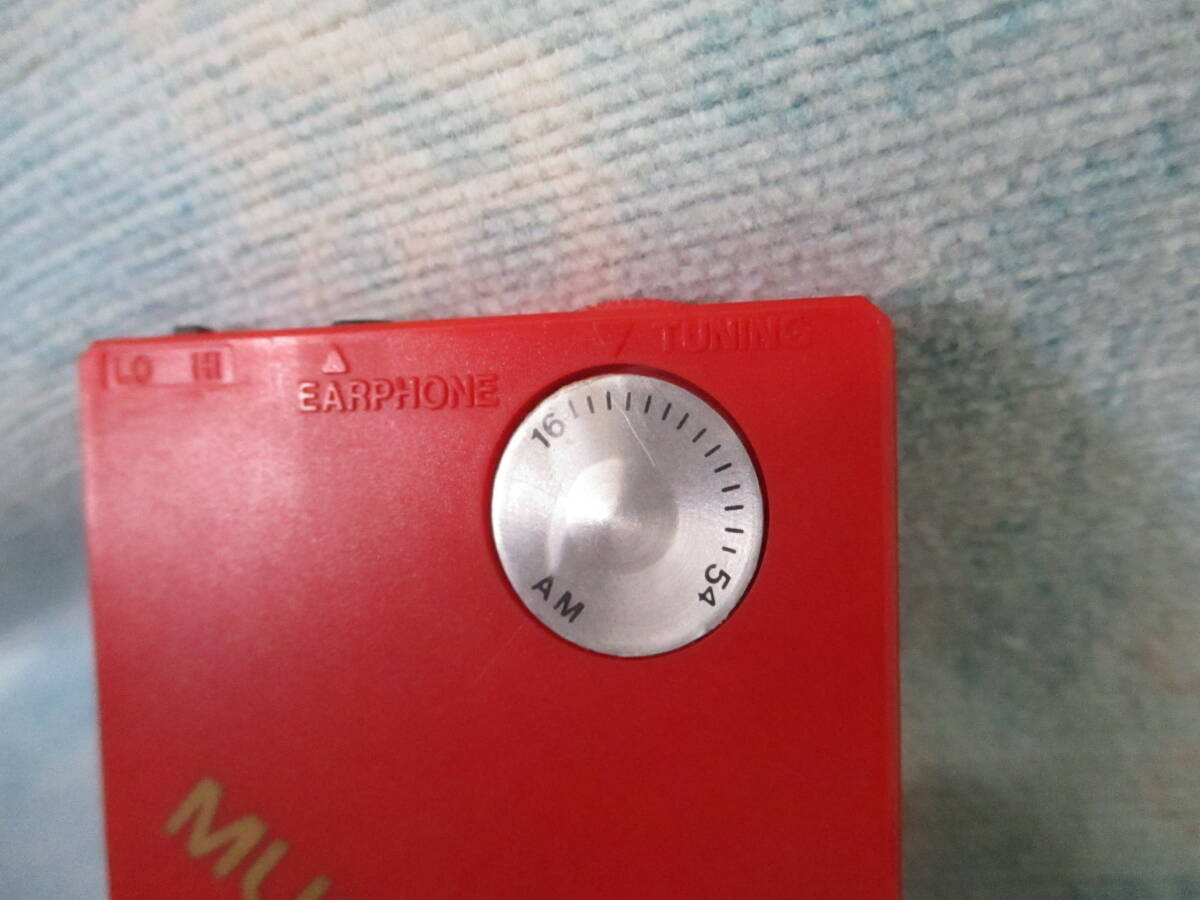 TUNING
LO HI
EARPHONE
16
54
AM